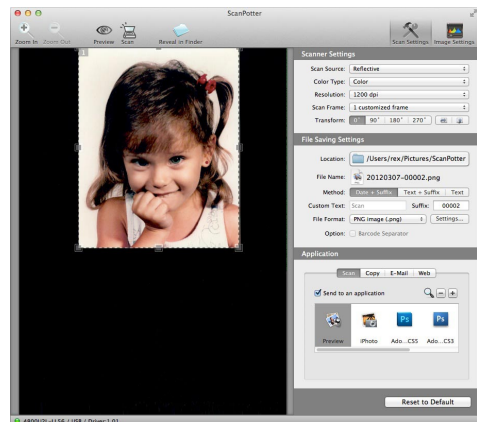 ScanPotter
Zoom In Zoom Out Preview Scan Reveal in Finder Scan Settings Image Settings
1
Scanner Settings
Scan Source: Reflective
Color Type: Color
Resolution: 1200 dpi
Scan Frame: 1 customized frame
Transform: 0° 90° 180° 270°
File Saving Settings
Location: /Users/rex/Pictures/ScanPotter
File Name: 20120307-00002.png
Method: Date + Suffix Text + Suffix Text
Custom Text: Scan Suffix: 00002
File Format: PNG image (.png) Settings...
Option: Barcode Separator
Application
Scan Copy E-Mail Web
Send to an application
Ps Ps
Preview iPhoto Ado...CS5 Ado...CS3
Reset to Default